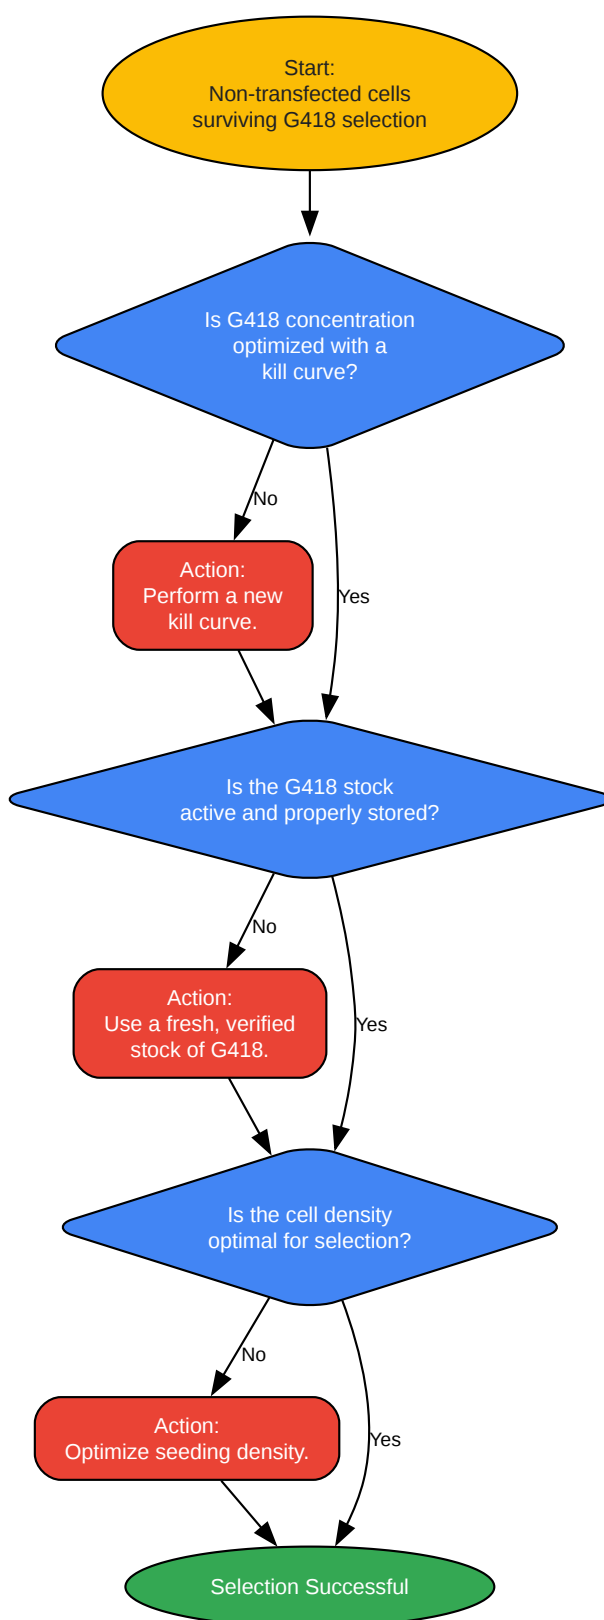 Start:
Non-transfected cells
surviving G418 selection
Is G418 concentration
optimized with a
kill curve?
No
Action:
Perform a new
kill curve.
Yes
Is the G418 stock
active and properly stored?
No
Action:
Use a fresh, verified
stock of G418.
Yes
Is the cell density
optimal for selection?
No
Action:
Optimize seeding density.
Yes
Selection Successful